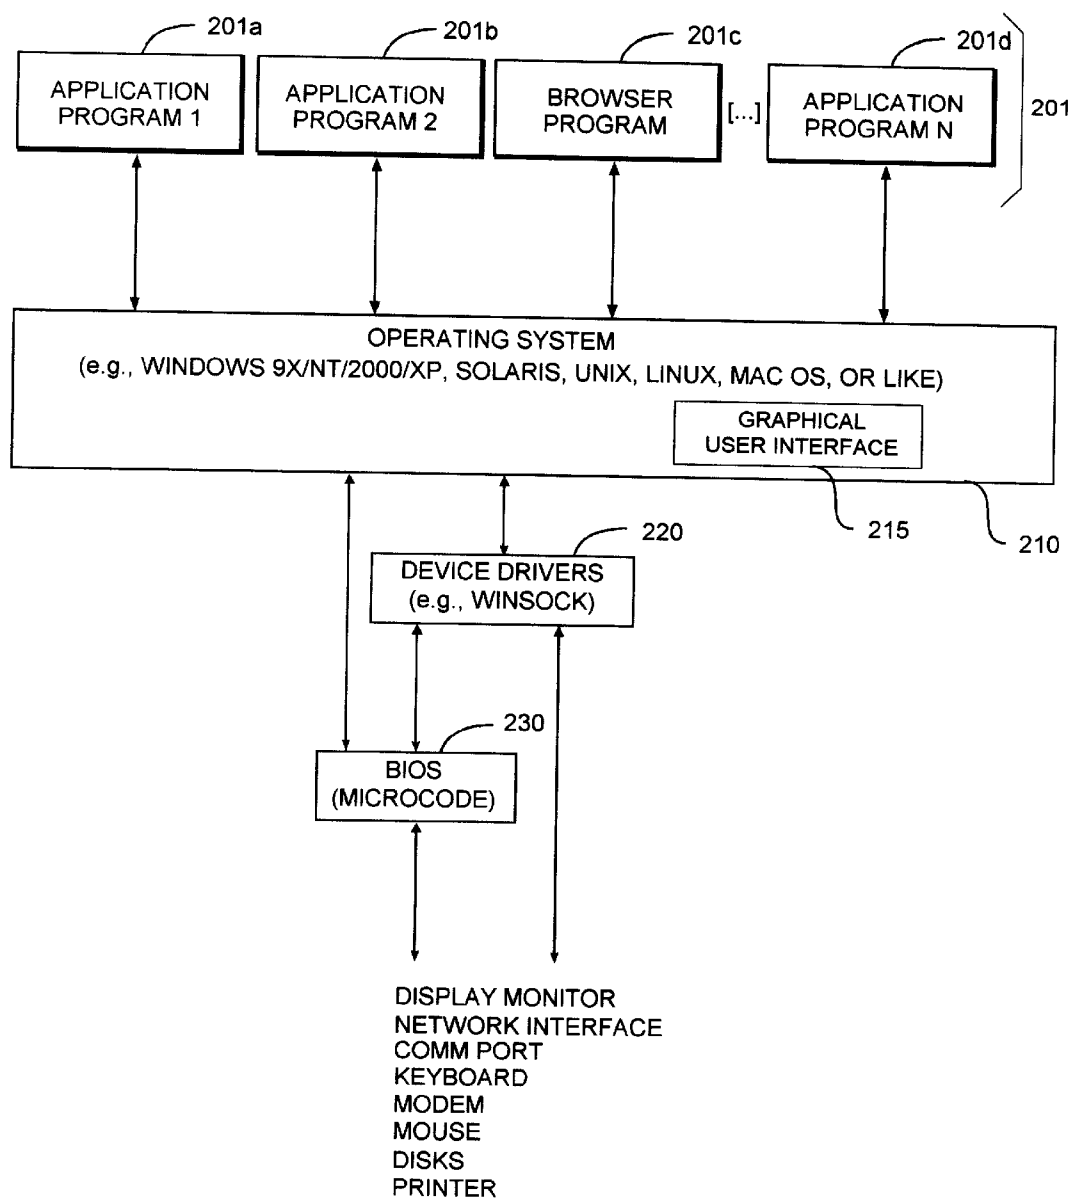 201a
201b
201c
201d
APPLICATION
PROGRAM 1
APPLICATION
PROGRAM 2
BROWSER
PROGRAM
[...]
APPLICATION
PROGRAM N
201
OPERATING SYSTEM
(e.g., WINDOWS 9X/NT/2000/XP, SOLARIS, UNIX, LINUX, MAC OS, OR LIKE)
GRAPHICAL
USER INTERFACE
215
210
220
DEVICE DRIVERS
(e.g., WINSOCK)
230
BIOS
(MICROCODE)
DISPLAY MONITOR
NETWORK INTERFACE
COMM PORT
KEYBOARD
MODEM
MOUSE
DISKS
PRINTER